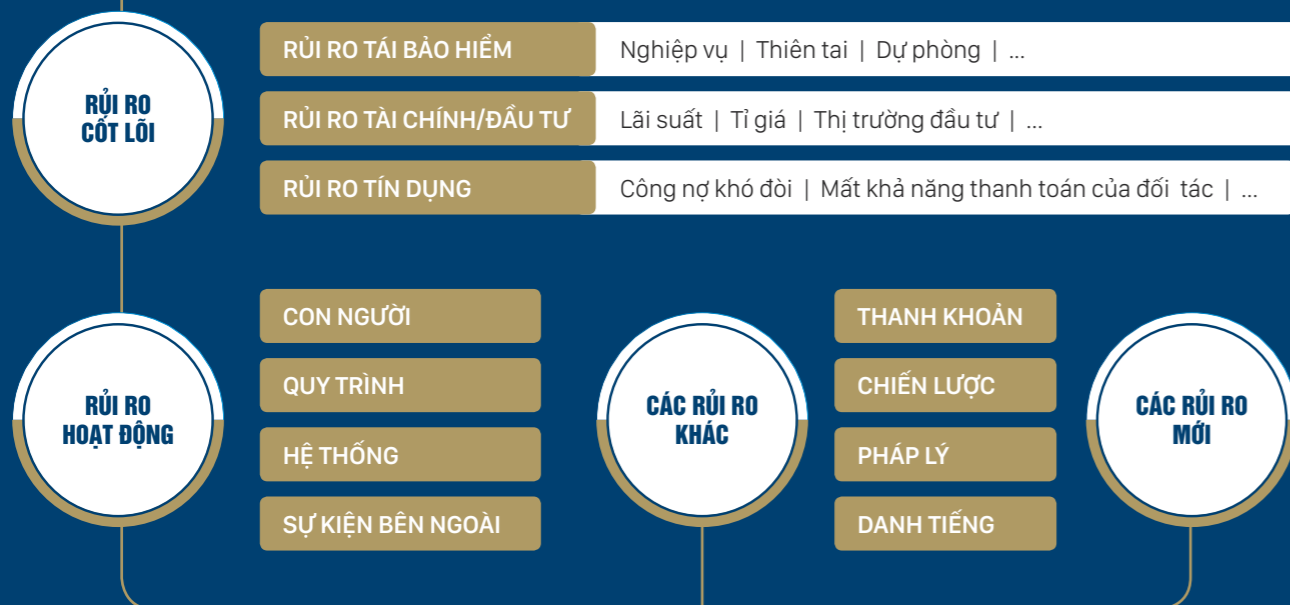 RỦI RO
CỐT LÕI
RỦI RO TÁI BẢO HIỂM
Nghiệp vụ | Thiên tai | Dự phòng | ...
RỦI RO TÀI CHÍNH/ĐẦU TƯ
Lãi suất | Tỉ giá | Thị trường đầu tư | ...
RỦI RO TÍN DỤNG
Công nợ khó đòi | Mất khả năng thanh toán của đối tác | ...
RỦI RO
HOẠT ĐỘNG
CON NGƯỜI
QUY TRÌNH
HỆ THỐNG
SỰ KIỆN BÊN NGOÀI
CÁC RỦI RO
KHÁC
THANH KHOẢN
CHIẾN LƯỢC
PHÁP LÝ
DANH TIẾNG
CÁC RỦI RO
MỚI